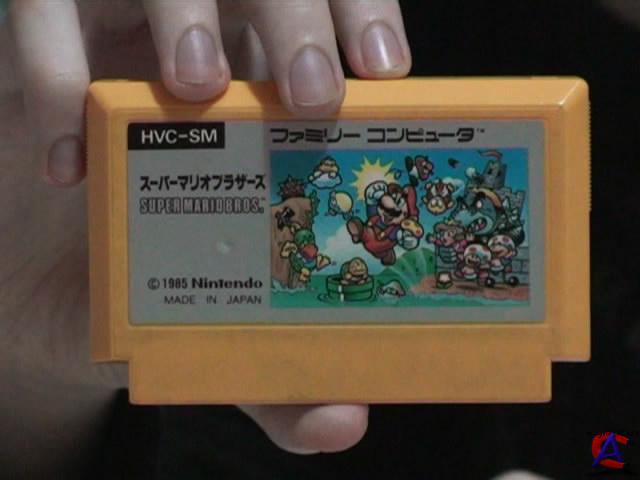 HVC-SM
ファミリー コンピュータ™
スーパーマリオブラザーズ
SUPER MARIO BROS.™
©1985 Nintendo
MADE IN JAPAN